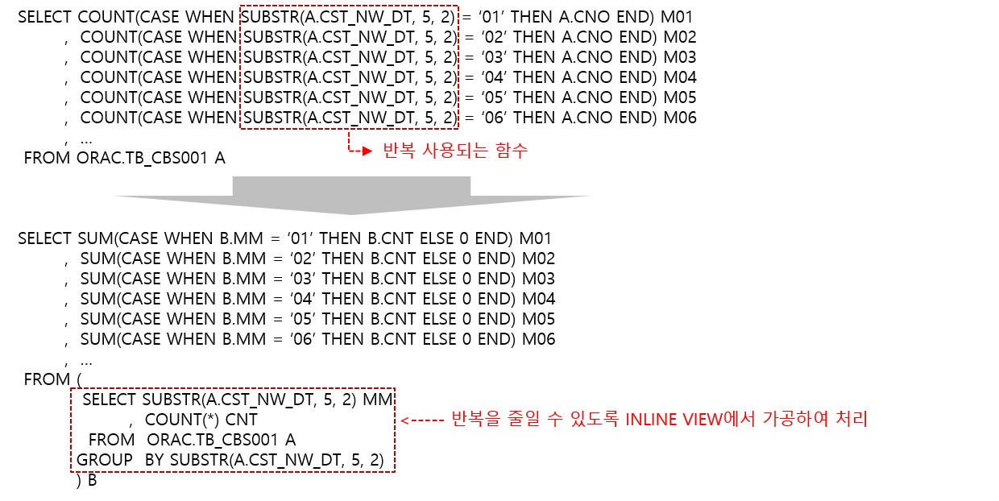 SELECT COUNT(CASE WHEN SUBSTR(A.CST_NW_DT, 5, 2) = ‘01’ THEN A.CNO END) M01
, COUNT(CASE WHEN SUBSTR(A.CST_NW_DT, 5, 2) = ‘02’ THEN A.CNO END) M02
, COUNT(CASE WHEN SUBSTR(A.CST_NW_DT, 5, 2) = ‘03’ THEN A.CNO END) M03
, COUNT(CASE WHEN SUBSTR(A.CST_NW_DT, 5, 2) = ‘04’ THEN A.CNO END) M04
, COUNT(CASE WHEN SUBSTR(A.CST_NW_DT, 5, 2) = ‘05’ THEN A.CNO END) M05
, COUNT(CASE WHEN SUBSTR(A.CST_NW_DT, 5, 2) = ‘06’ THEN A.CNO END) M06
, ...
반복 사용되는 함수
FROM ORAC.TB_CBS001 A
SELECT SUM(CASE WHEN B.MM = ‘01’ THEN B.CNT ELSE 0 END) M01
, SUM(CASE WHEN B.MM = ‘02’ THEN B.CNT ELSE 0 END) M02
, SUM(CASE WHEN B.MM = ‘03’ THEN B.CNT ELSE 0 END) M03
, SUM(CASE WHEN B.MM = ‘04’ THEN B.CNT ELSE 0 END) M04
, SUM(CASE WHEN B.MM = ‘05’ THEN B.CNT ELSE 0 END) M05
, SUM(CASE WHEN B.MM = ‘06’ THEN B.CNT ELSE 0 END) M06
, ...
FROM (
SELECT SUBSTR(A.CST_NW_DT, 5, 2) MM
, COUNT(*) CNT <----- 반복을 줄일 수 있도록 INLINE VIEW에서 가공하여 처리
FROM ORAC.TB_CBS001 A
GROUP BY SUBSTR(A.CST_NW_DT, 5, 2)
) B